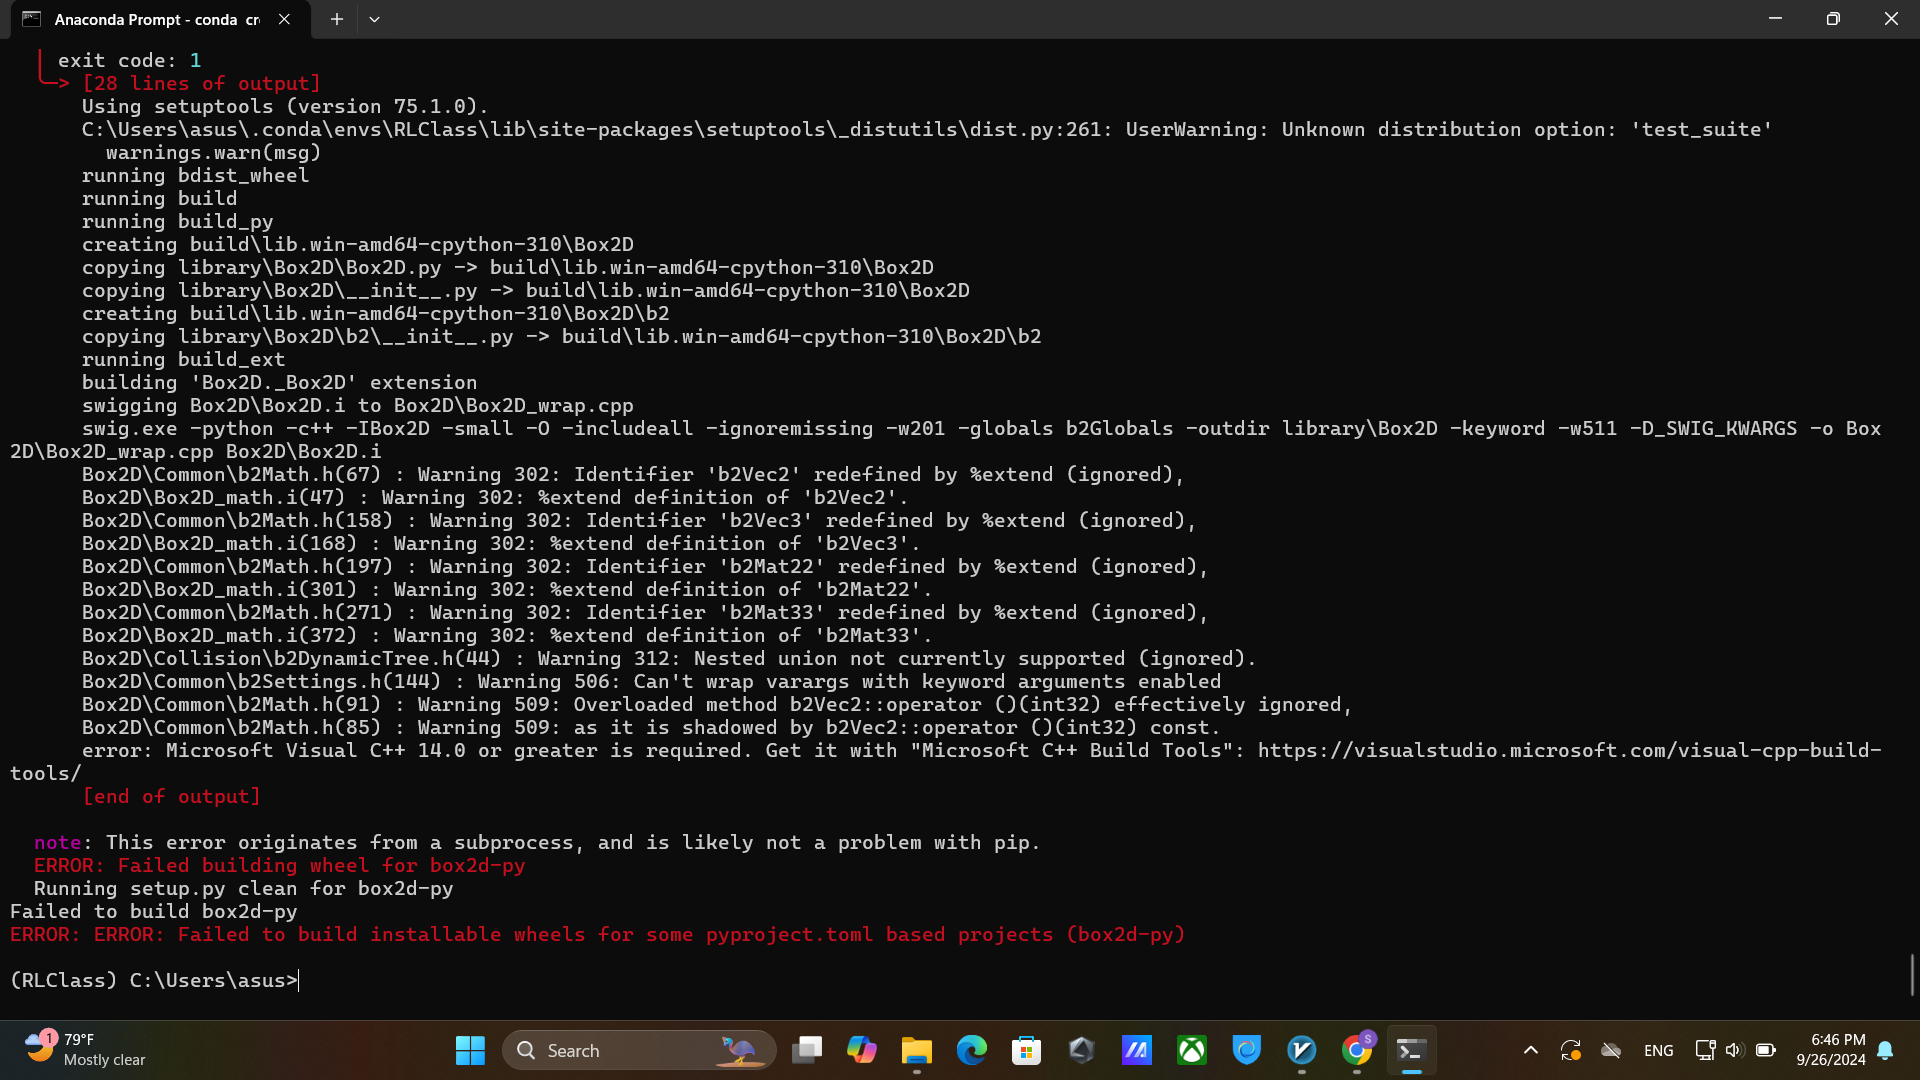 Anaconda Prompt - conda cr
exit code: 1
[28 lines of output]
Using setuptools (version 75.1.0).
C:\Users\asus\.conda\envs\RLClass\lib\site-packages\setuptools\_distutils\dist.py:261: UserWarning: Unknown distribution option: 'test_suite'
warnings.warn(msg)
running bdist_wheel
running build
running build_py
creating build\lib.win-amd64-cpython-310\Box2D
copying library\Box2D\Box2D.py -> build\lib.win-amd64-cpython-310\Box2D
copying library\Box2D\__init__.py -> build\lib.win-amd64-cpython-310\Box2D
creating build\lib.win-amd64-cpython-310\Box2D\b2
copying library\Box2D\b2\__init__.py -> build\lib.win-amd64-cpython-310\Box2D\b2
running build_ext
building 'Box2D._Box2D' extension
swigging Box2D\Box2D.i to Box2D\Box2D_wrap.cpp
swig.exe -python -c++ -IBox2D -small -O -includeall -ignoremissing -w201 -globals b2Globals -outdir library\Box2D -keyword -w511 -D_SWIG_KWARGS -o Box
2D\Box2D_wrap.cpp Box2D\Box2D.i
Box2D\Common\b2Math.h(67) : Warning 302: Identifier 'b2Vec2' redefined by %extend (ignored),
Box2D\Box2D_math.i(47) : Warning 302: %extend definition of 'b2Vec2'.
Box2D\Common\b2Math.h(158) : Warning 302: Identifier 'b2Vec3' redefined by %extend (ignored),
Box2D\Box2D_math.i(168) : Warning 302: %extend definition of 'b2Vec3'.
Box2D\Common\b2Math.h(197) : Warning 302: Identifier 'b2Mat22' redefined by %extend (ignored),
Box2D\Box2D_math.i(301) : Warning 302: %extend definition of 'b2Mat22'.
Box2D\Common\b2Math.h(271) : Warning 302: Identifier 'b2Mat33' redefined by %extend (ignored),
Box2D\Box2D_math.i(372) : Warning 302: %extend definition of 'b2Mat33'.
Box2D\Collision\b2DynamicTree.h(44) : Warning 312: Nested union not currently supported (ignored).
Box2D\Common\b2Settings.h(144) : Warning 506: Can't wrap varargs with keyword arguments enabled
Box2D\Common\b2Math.h(91) : Warning 509: Overloaded method b2Vec2::operator ()(int32) effectively ignored,
Box2D\Common\b2Math.h(85) : Warning 509: as it is shadowed by b2Vec2::operator ()(int32) const.
error: Microsoft Visual C++ 14.0 or greater is required. Get it with "Microsoft C++ Build Tools": https://visualstudio.microsoft.com/visual-cpp-build-
tools/
[end of output]
note: This error originates from a subprocess, and is likely not a problem with pip.
ERROR: Failed building wheel for box2d-py
Running setup.py clean for box2d-py
Failed to build box2d-py
ERROR: ERROR: Failed to build installable wheels for some pyproject.toml based projects (box2d-py)
(RLClass) C:\Users\asus>
1
79°F
Mostly clear
Search
S
ENG
6:46 PM
9/26/2024